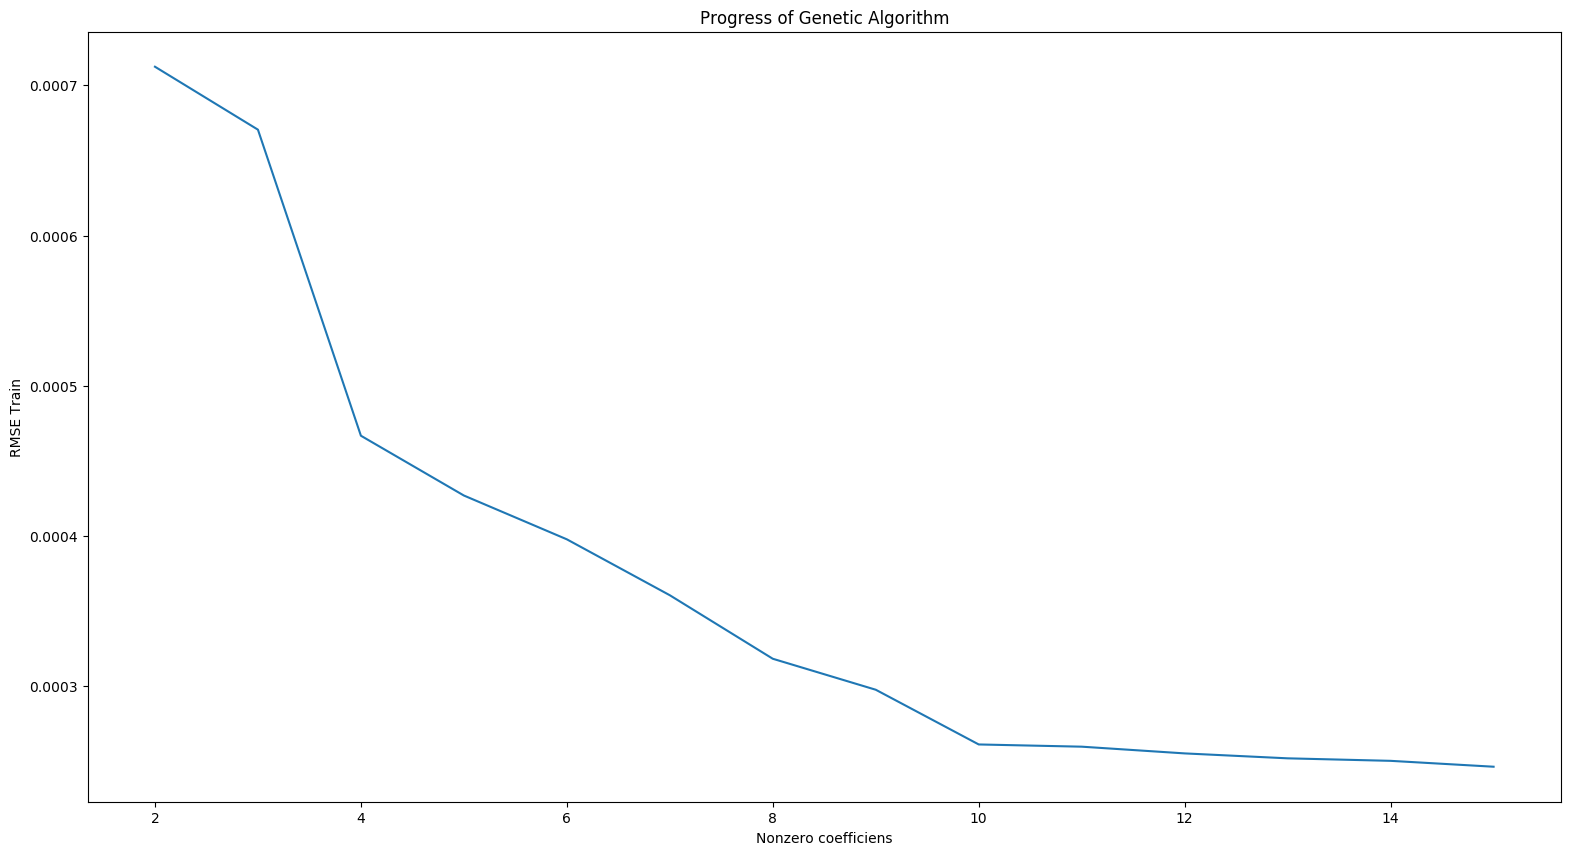 Progress of Genetic Algorithm
0.0007
0.0006
0.0005
0.0004
0.0003
RMSE Train
2 4 6 8 10 12 14
Nonzero coefficiens